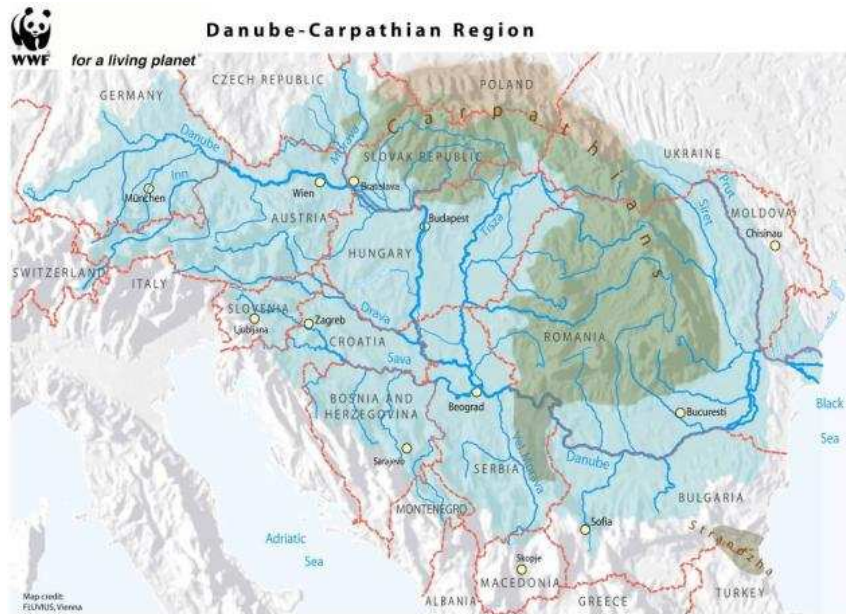 Danube-Carpathian Region
WWF
for a living planet®
CZECH REPUBLIC
POLAND
GERMANY
Carpathians
Danube
Morava
SLOVAK REPUBLIC
UKRAINE
Inn
München
Wien
Bratislava
Prut
Siret
MOLDOVA
AUSTRIA
Budapest
Tisza
Chisinau
HUNGARY
SWITZERLAND
ITALY
Drava
SLOVENIA
Ljubljana
Zagreb
CROATIA
ROMANIA
Sava
BOSNIA AND
HERZEGOVINA
Beograd
Bucuresti
Black
Sea
Sarajevo
SERBIA
Danube
MONTENEGRO
BULGARIA
Sofia
Strandzha
Adriatic
Sea
Skopje
MACEDONIA
ALBANIA
GREECE
TURKEY
Map credit:
FLUVIUS, Vienna